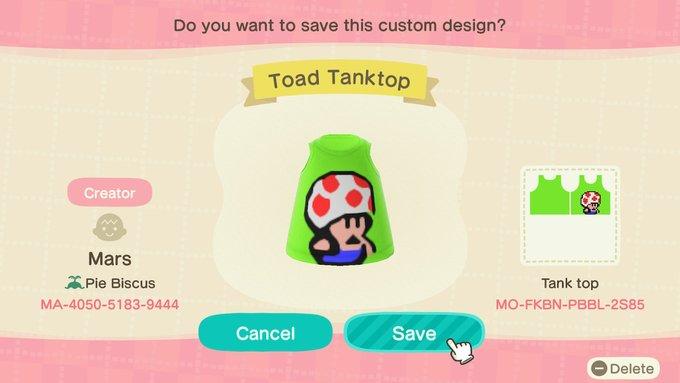 Do you want to save this custom design?
Toad Tanktop
Creator
Mars
Pie Biscus
MA-4050-5183-9444
Tank top
MO-FKBN-PBBL-2S85
Cancel
Save
Delete